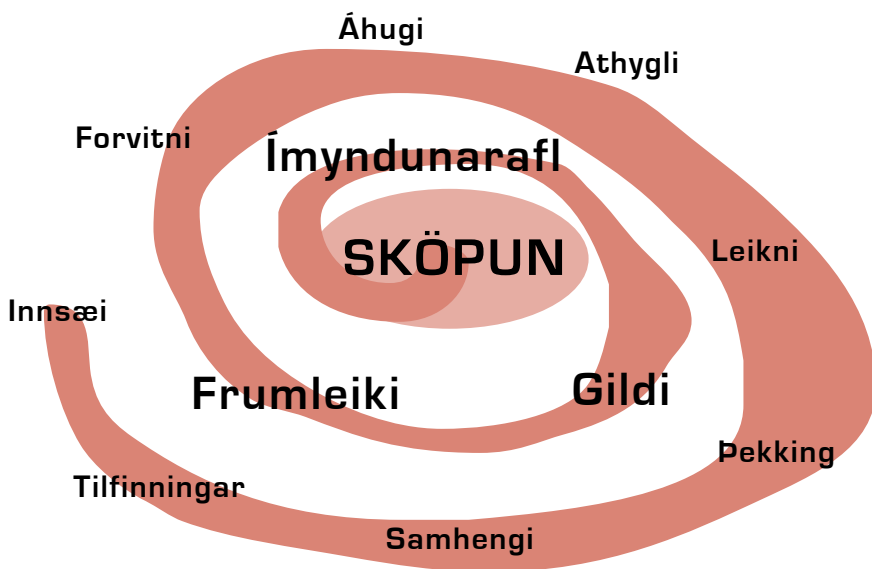 Áhugi
Athygli
Forvitni
Ímyndunarafl
Leikni
SKÖPUN
Innsæi
Frumleiki
Gildi
Þekking
Tilfinningar
Samhengi